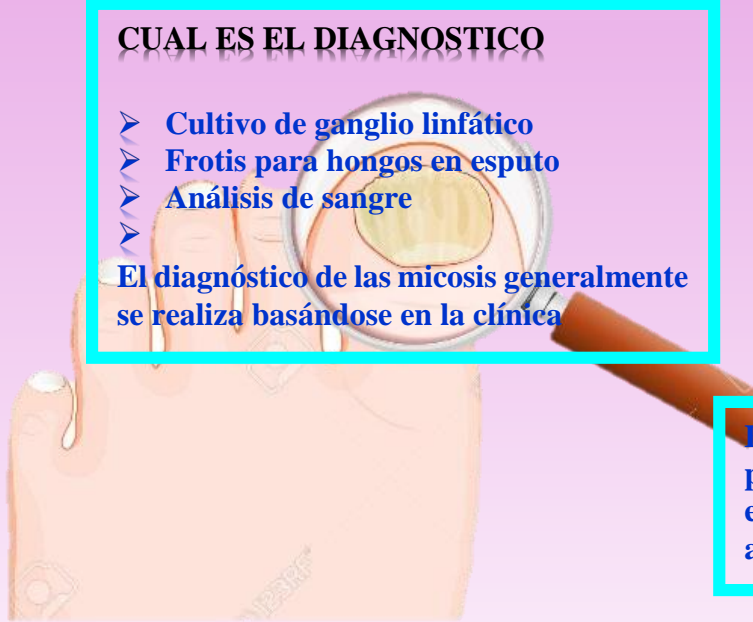 CUAL ES EL DIAGNOSTICO
➢ Cultivo de ganglio linfático
➢ Frotis para hongos en esputo
➢ Análisis de sangre
➢
El diagnóstico de las micosis generalmente
se realiza basándose en la clínica
123RF